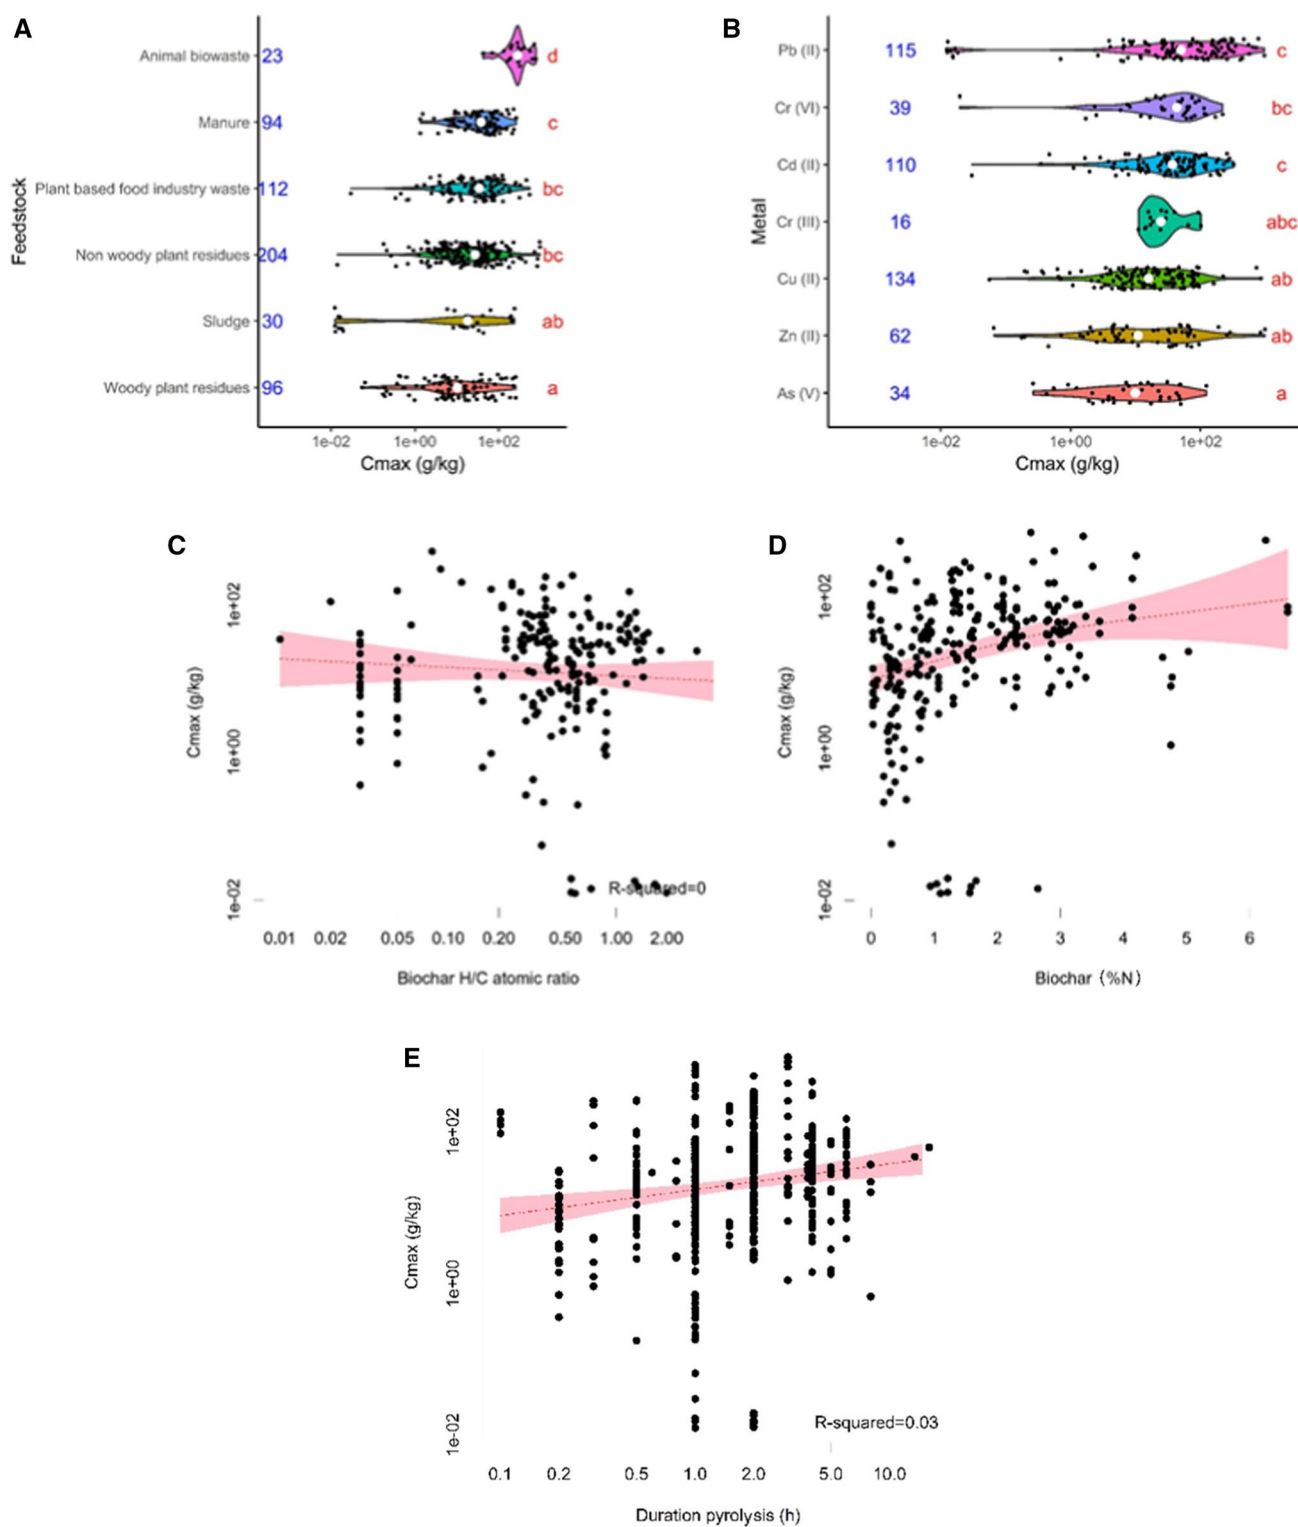 A
Feedstock
Animal biowaste 23 d
Manure 94 c
Plant based food industry waste 112 bc
Non woody plant residues 204 bc
Sludge 30 ab
Woody plant residues 96 a
1e-02 1e+00 1e+02
Cmax (g/kg)
B
Metal
Pb (II) 115 c
Cr (VI) 39 bc
Cd (II) 110 c
Cr (III) 16 abc
Cu (II) 134 ab
Zn (II) 62 ab
As (V) 34 a
1e-02 1e+00 1e+02
Cmax (g/kg)
C
Cmax (g/kg)
1e+02
1e+00
1e-02
R-squared=0
0.01 0.02 0.05 0.10 0.20 0.50 1.00 2.00
Biochar H/C atomic ratio
D
Cmax (g/kg)
1e+02
1e+00
1e-02
0 1 2 3 4 5 6
Biochar (%N)
E
Cmax (g/kg)
1e+02
1e+00
1e-02
R-squared=0.03
0.1 0.2 0.5 1.0 2.0 5.0 10.0
Duration pyrolysis (h)